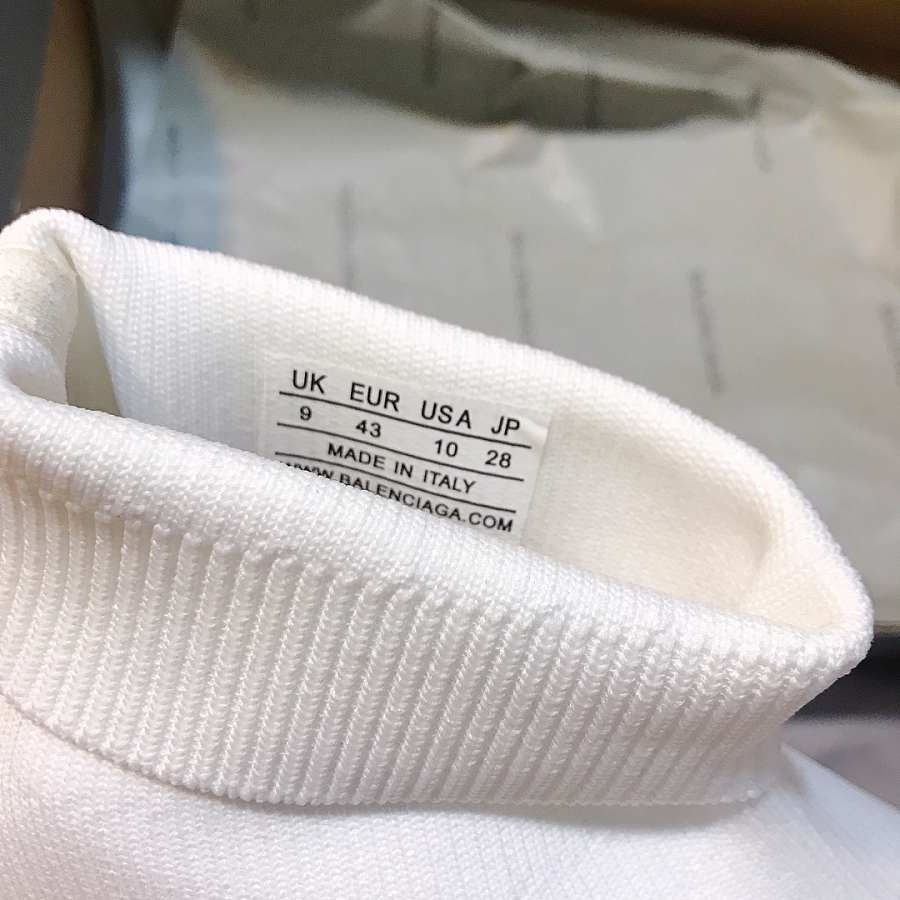 UK EUR USA JP
9 43 10 28
MADE IN ITALY
WWW.BALENCIAGA.COM